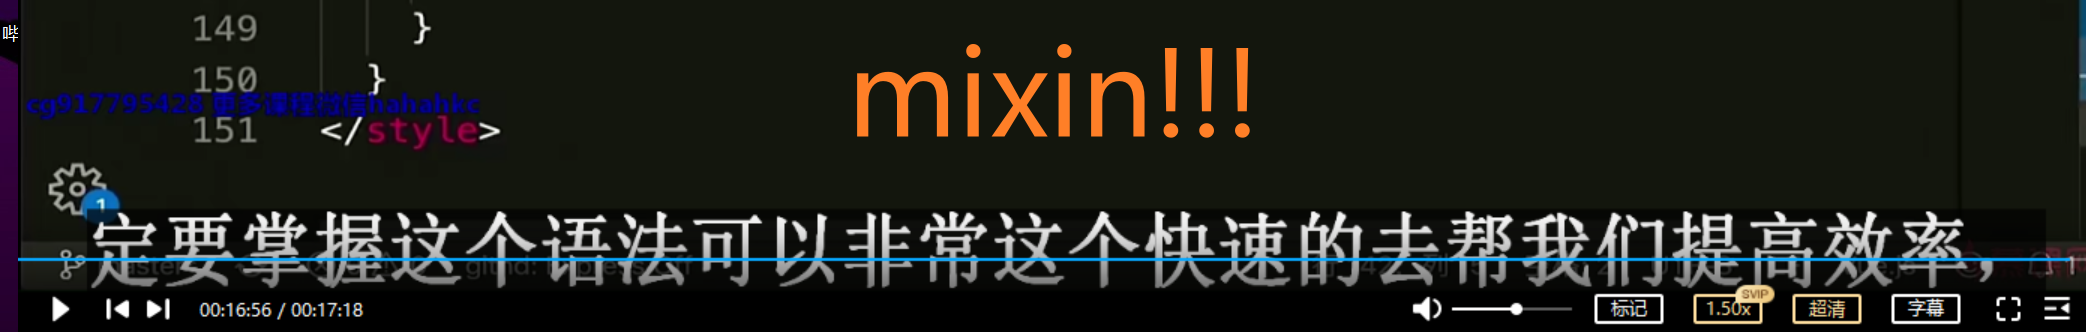 149 }
哔
mixin!!!
150 }
cg917795428 更多课程微信hahahkc
151 </style>
1
定要掌握这个语法可以非常这个快速的去帮我们提高效率,
00:16:56 / 00:17:18
标记
SVIP
1.50x
超清
字幕